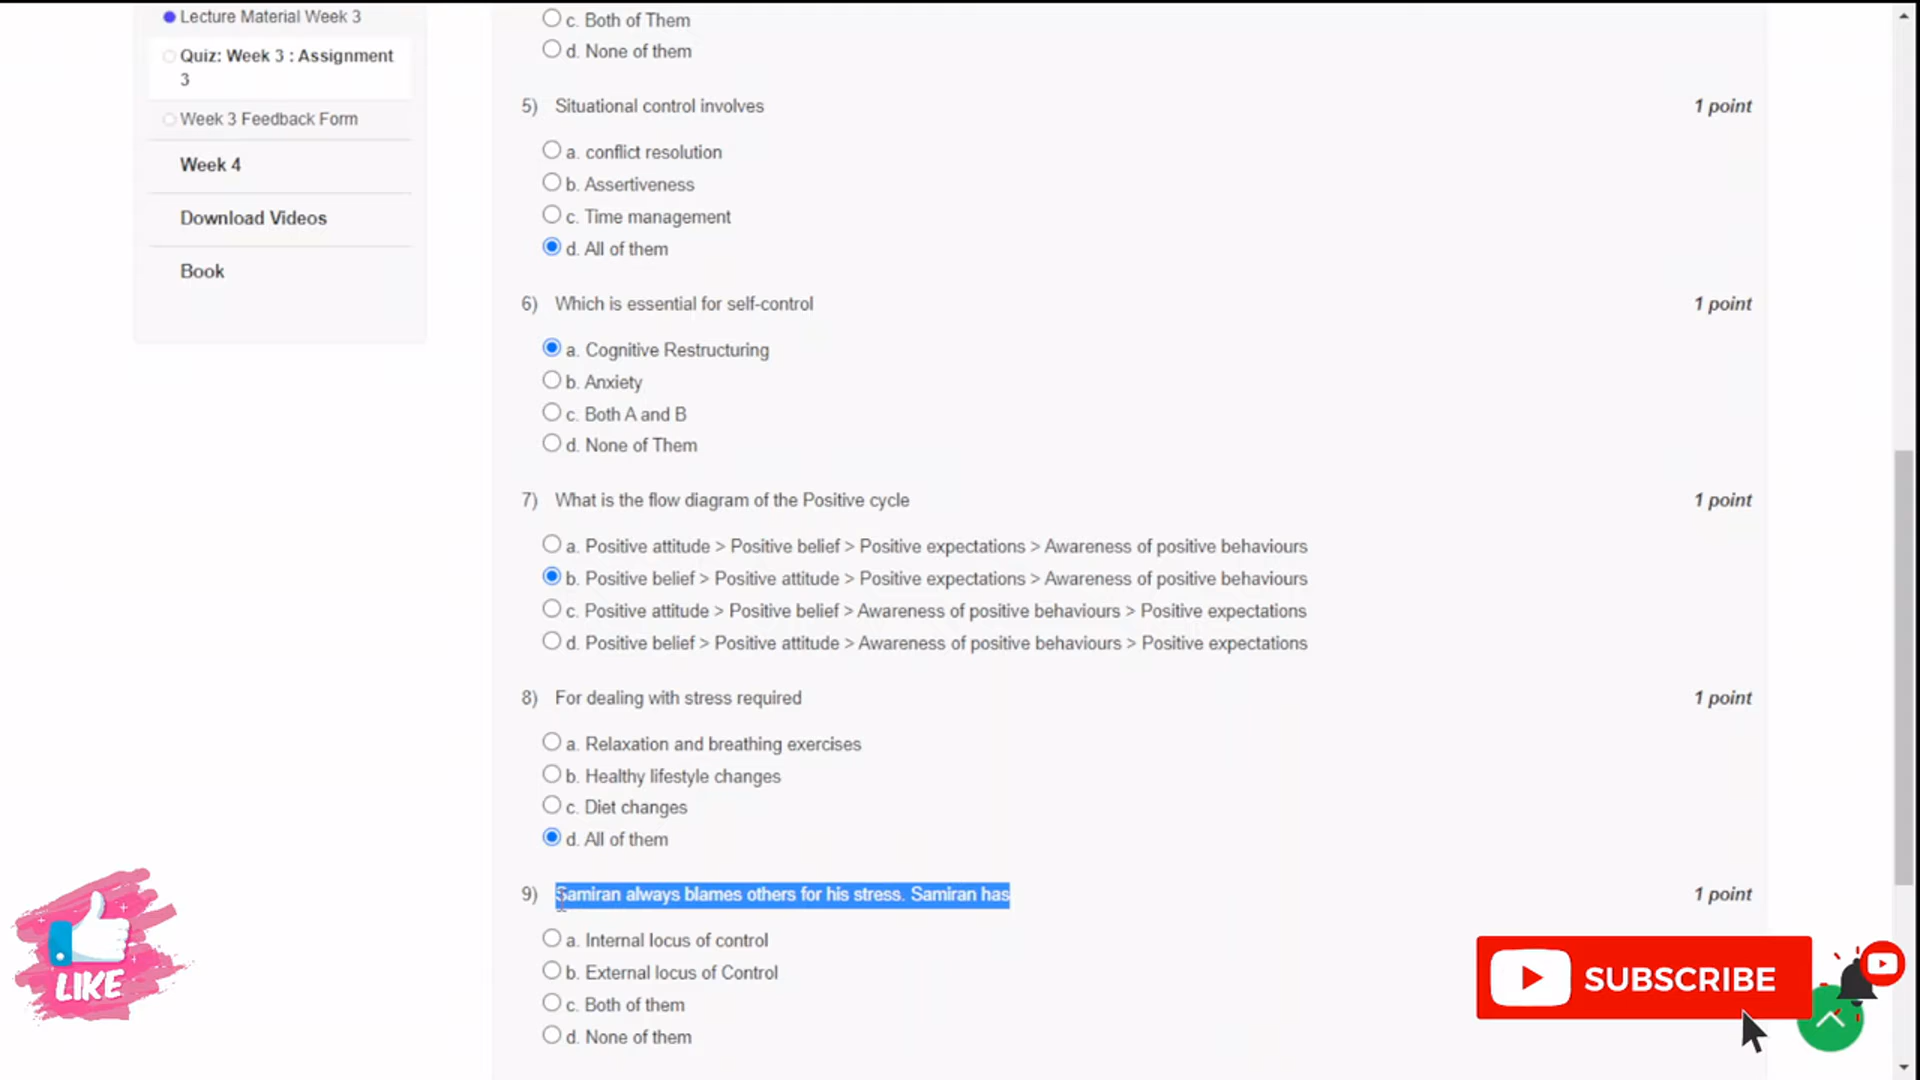 Lecture Material Week 3
Quiz: Week 3 : Assignment
3
Week 3 Feedback Form
Week 4
Download Videos
Book
c. Both of Them
d. None of them
5) Situational control involves 1 point
a. conflict resolution
b. Assertiveness
c. Time management
d. All of them
6) Which is essential for self-control 1 point
a. Cognitive Restructuring
b. Anxiety
c. Both A and B
d. None of Them
7) What is the flow diagram of the Positive cycle 1 point
a. Positive attitude > Positive belief > Positive expectations > Awareness of positive behaviours
b. Positive belief > Positive attitude > Positive expectations > Awareness of positive behaviours
c. Positive attitude > Positive belief > Awareness of positive behaviours > Positive expectations
d. Positive belief > Positive attitude > Awareness of positive behaviours > Positive expectations
8) For dealing with stress required 1 point
a. Relaxation and breathing exercises
b. Healthy lifestyle changes
c. Diet changes
d. All of them
9) Samiran always blames others for his stress. Samiran has 1 point
a. Internal locus of control
b. External locus of Control
c. Both of them
d. None of them
LIKE
SUBSCRIBE